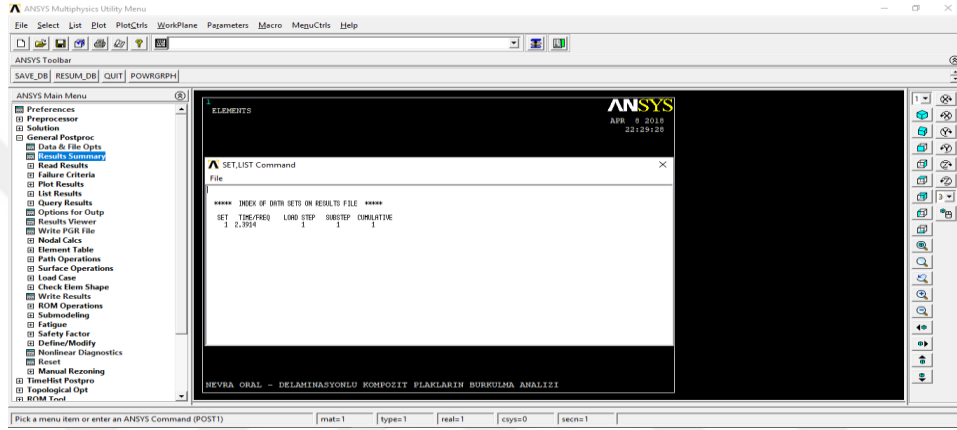 ANSYS Multiphysics Utility Menu
File Select List Plot PlotCtrls WorkPlane Parameters Macro MenuCtrls Help
ANSYS Toolbar
SAVE_DB RESUM_DB QUIT POWRGRPH
ANSYS Main Menu
Preferences
Preprocessor
Solution
General Postproc
Data & File Opts
Results Summary
Read Results
Failure Criteria
Plot Results
List Results
Query Results
Options for Outp
Results Viewer
Write PGR File
Nodal Calcs
Element Table
Path Operations
Surface Operations
Load Case
Check Elem Shape
Write Results
ROM Operations
Submodeling
Fatigue
Safety Factor
Define/Modify
Nonlinear Diagnostics
Reset
Manual Rezoning
TimeHist Postpro
Topological Opt
ROM Tool
1
ELEMENTS
ANSYS
APR 8 2018
22:29:28
SET,LIST Command
File
***** INDEX OF DATA SETS ON RESULTS FILE *****
SET TIME/FREQ LOAD STEP SUBSTEP CUMULATIVE
1 2.3914 1 1 1
NEVRA ORAL - DELAMINASYONLU KOMPOZIT PLAKLARIN BURKULMA ANALIZI
1
3
Pick a menu item or enter an ANSYS Command (POST1) mat=1 type=1 real=1 csys=0 secn=1